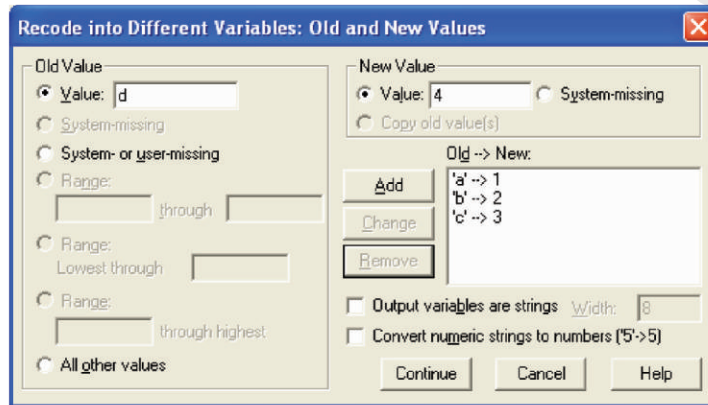 Recode into Different Variables: Old and New Values
Old Value
Value: d
System-missing
System- or user-missing
Range:
through
Range:
Lowest through
Range:
through highest
All other values
New Value
Value: 4
System-missing
Copy old value(s)
Old --> New:
Add
Change
Remove
'a' --> 1
'b' --> 2
'c' --> 3
Output variables are strings
Width: 8
Convert numeric strings to numbers ('5'->5)
Continue
Cancel
Help